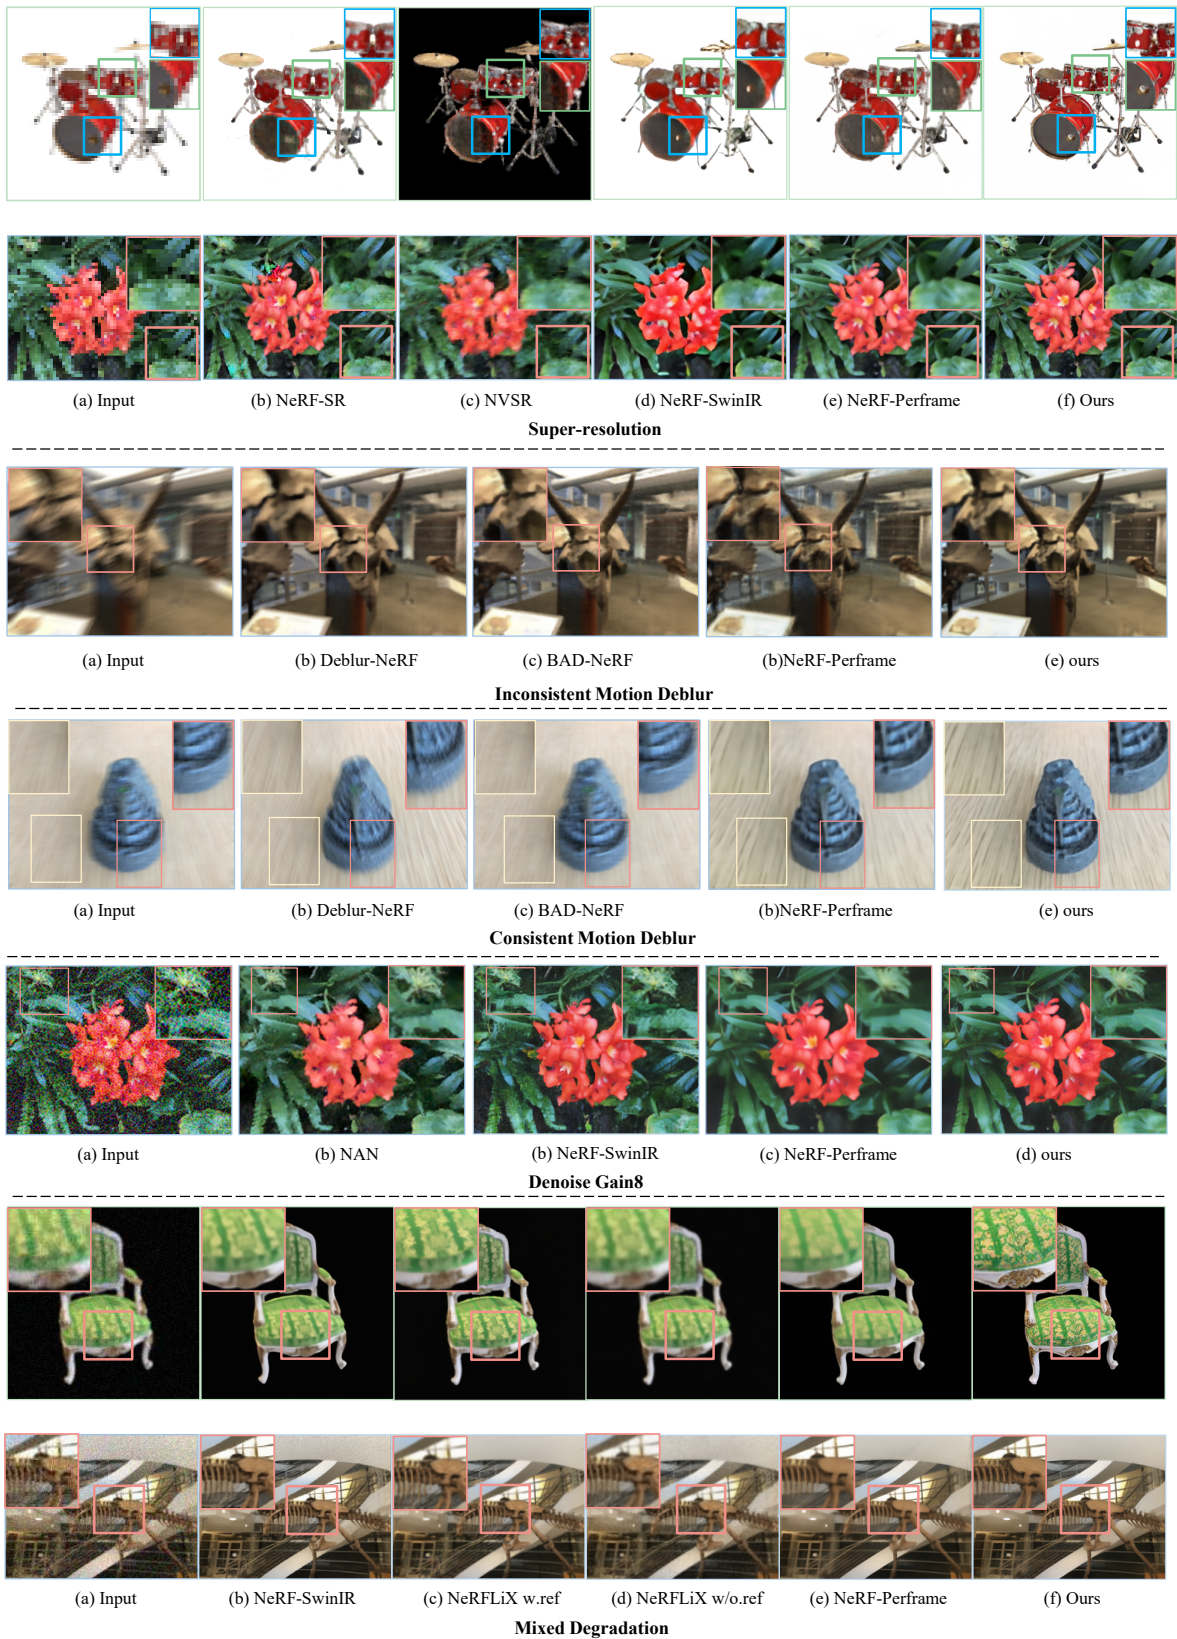 (a) Input (b) NeRF-SR (c) NVSR (d) NeRF-SwinIR (e) NeRF-Perframe (f) Ours
Super-resolution
(a) Input (b) Deblur-NeRF (c) BAD-NeRF (b)NeRF-Perframe (e) ours
Inconsistent Motion Deblur
(a) Input (b) Deblur-NeRF (c) BAD-NeRF (b)NeRF-Perframe (e) ours
Consistent Motion Deblur
(a) Input (b) NAN (b) NeRF-SwinIR (c) NeRF-Perframe (d) ours
Denoise Gain8
(a) Input (b) NeRF-SwinIR (c) NeRFLiX w.ref (d) NeRFLiX w/o.ref (e) NeRF-Perframe (f) Ours
Mixed Degradation